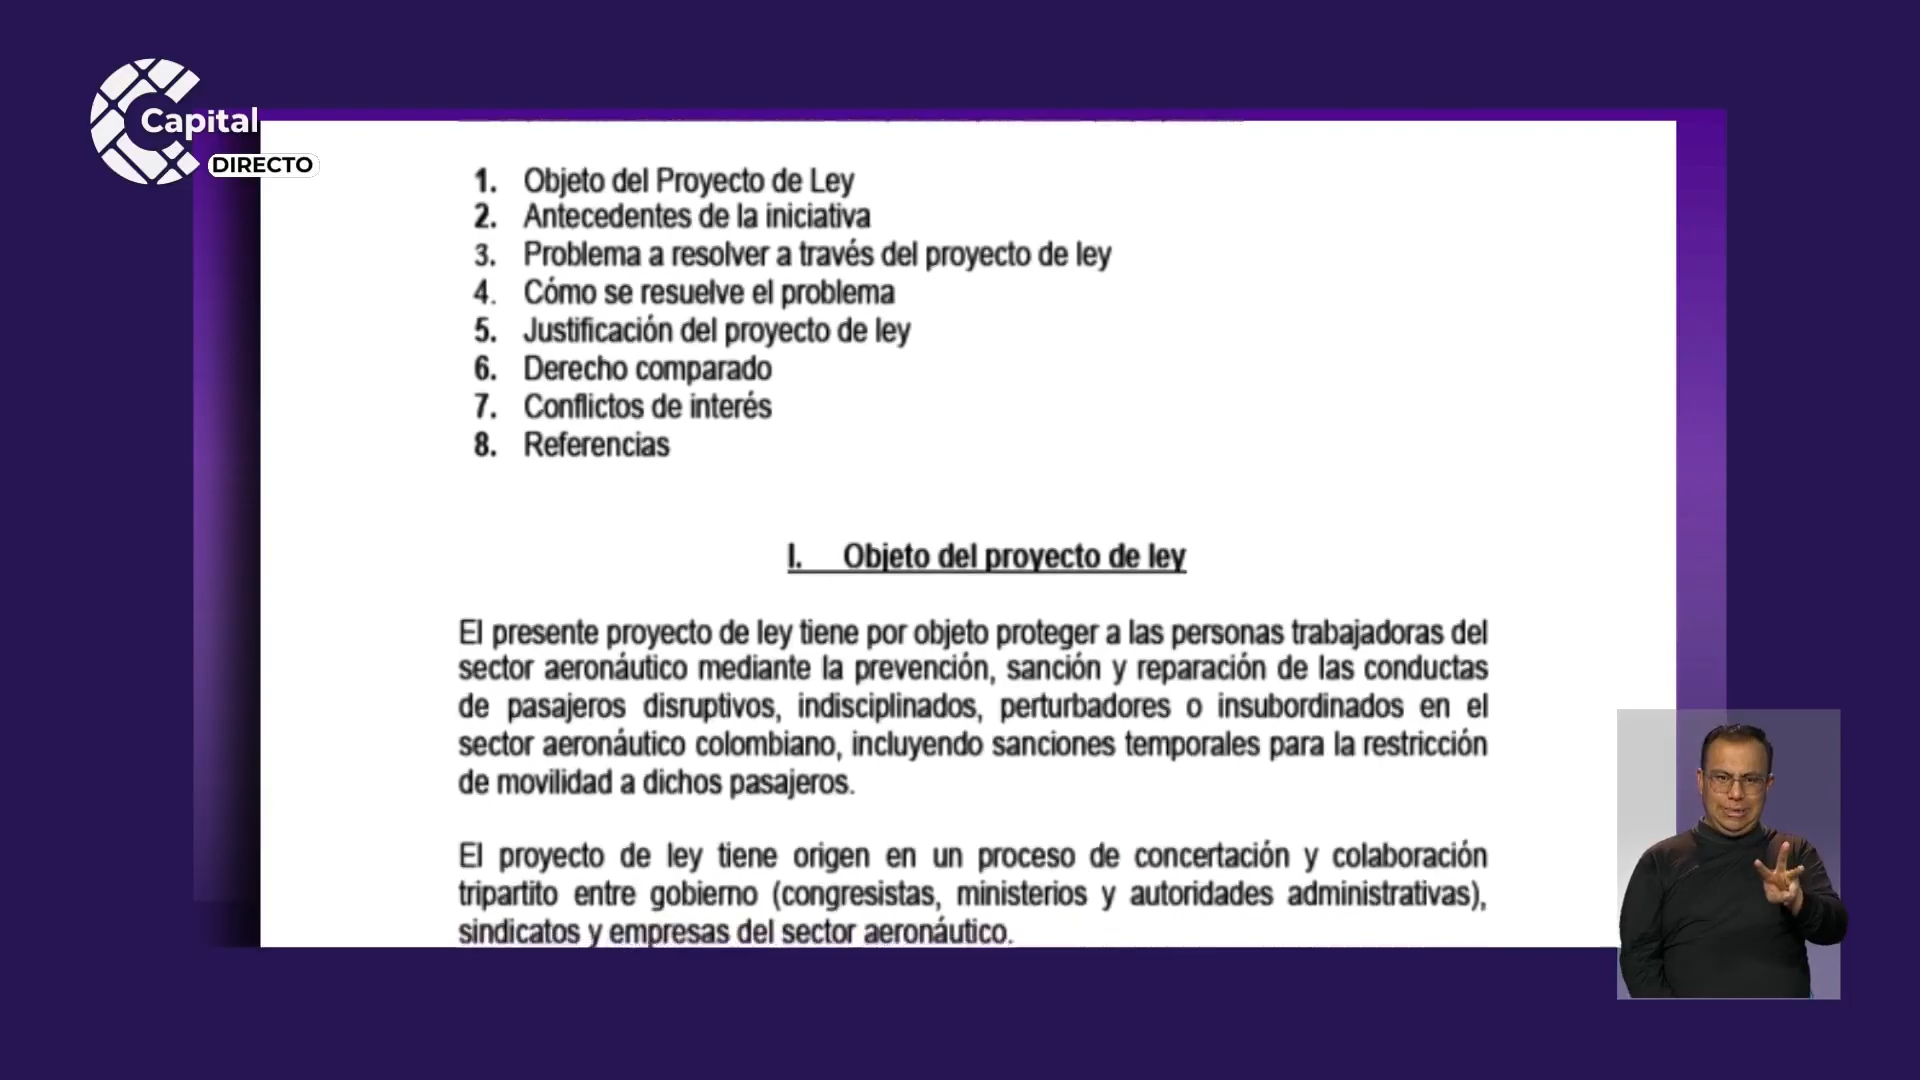 Capital
DIRECTO
1. Objeto del Proyecto de Ley
2. Antecedentes de la iniciativa
3. Problema a resolver a través del proyecto de ley
4. Cómo se resuelve el problema
5. Justificación del proyecto de ley
6. Derecho comparado
7. Conflictos de interés
8. Referencias
I. Objeto del proyecto de ley
El presente proyecto de ley tiene por objeto proteger a las personas trabajadoras del
sector aeronáutico mediante la prevención, sanción y reparación de las conductas
de pasajeros disruptivos, indisciplinados, perturbadores o insubordinados en el
sector aeronáutico colombiano, incluyendo sanciones temporales para la restricción
de movilidad a dichos pasajeros.
El proyecto de ley tiene origen en un proceso de concertación y colaboración
tripartito entre gobierno (congresistas, ministerios y autoridades administrativas),
sindicatos y empresas del sector aeronáutico.